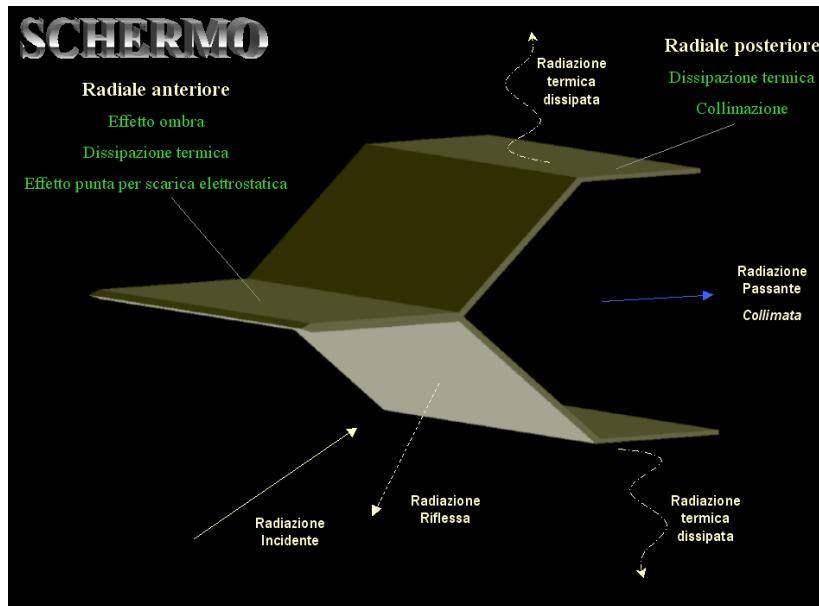 SCHERMO
Radiale anteriore
Effetto ombra
Dissipazione termica
Effetto punta per scarica elettrostatica
Radiazione
termica
dissipata
Radiale posteriore
Dissipazione termica
Collimazione
Radiazione
Passante
Collimata
Radiazione
Incidente
Radiazione
Riflessa
Radiazione
termica
dissipata